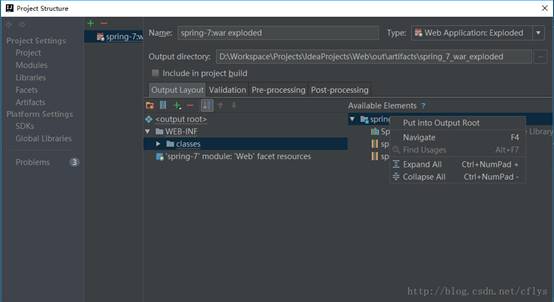 Project Structure
Project Settings
Project
Modules
Libraries
Facets
Artifacts
Platform Settings
SDKs
Global Libraries
Problems 3
spring-7:war
Name: spring-7:war exploded Type: Web Application: Exploded
Output directory: D:\Workspace\Projects\IdeaProjects\Web\out\artifacts\spring_7_war_exploded
Include in project build
Output Layout Validation Pre-processing Post-processing
Available Elements ?
<output root>
WEB-INF
classes
'spring-7' module: 'Web' facet resources
spring
Sp
sp
sp
Library
Put into Output Root
Navigate F4
Find Usages Alt+F7
Expand All Ctrl+NumPad +
Collapse All Ctrl+NumPad -
http://blog.csdn.net/cflys